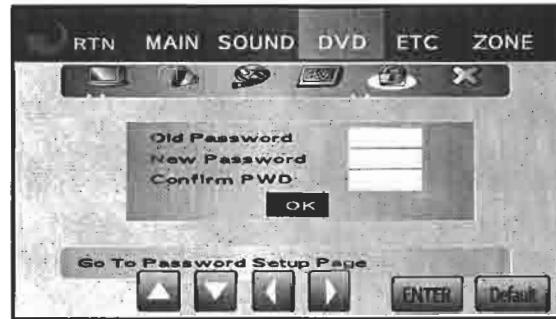 RTN MAIN SOUND DVD ETC ZONE
Old Password
New Password
Confirm PWD
OK
Go To Password Setup Page
ENTER Default